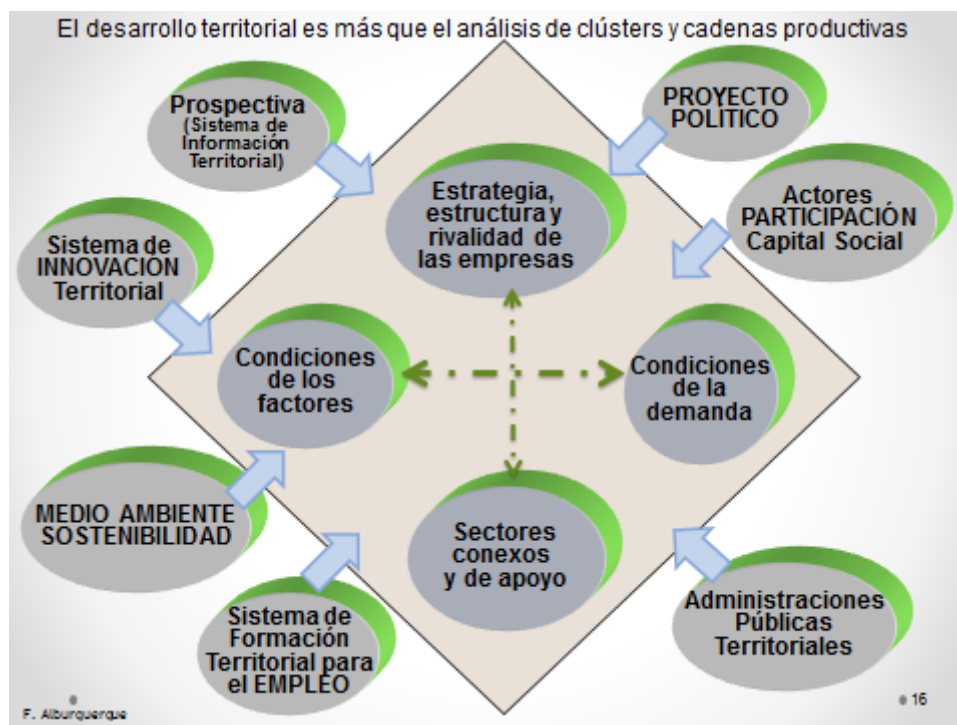 El desarrollo territorial es más que el análisis de clústers y cadenas productivas
Prospectiva
(Sistema de
Información
Territorial)
PROYECTO
POLÍTICO
Estrategia,
estructura y
rivalidad de
las empresas
Actores
PARTICIPACIÓN
Capital Social
Sistema de
INNOVACIÓN
Territorial
Condiciones
de los
factores
Condiciones
de la
demanda
MEDIO AMBIENTE
SOSTENIBILIDAD
Sectores
conexos
y de apoyo
Sistema de
Formación
Territorial para
el EMPLEO
Administraciones
Públicas
Territoriales
F. Alburquerque
16